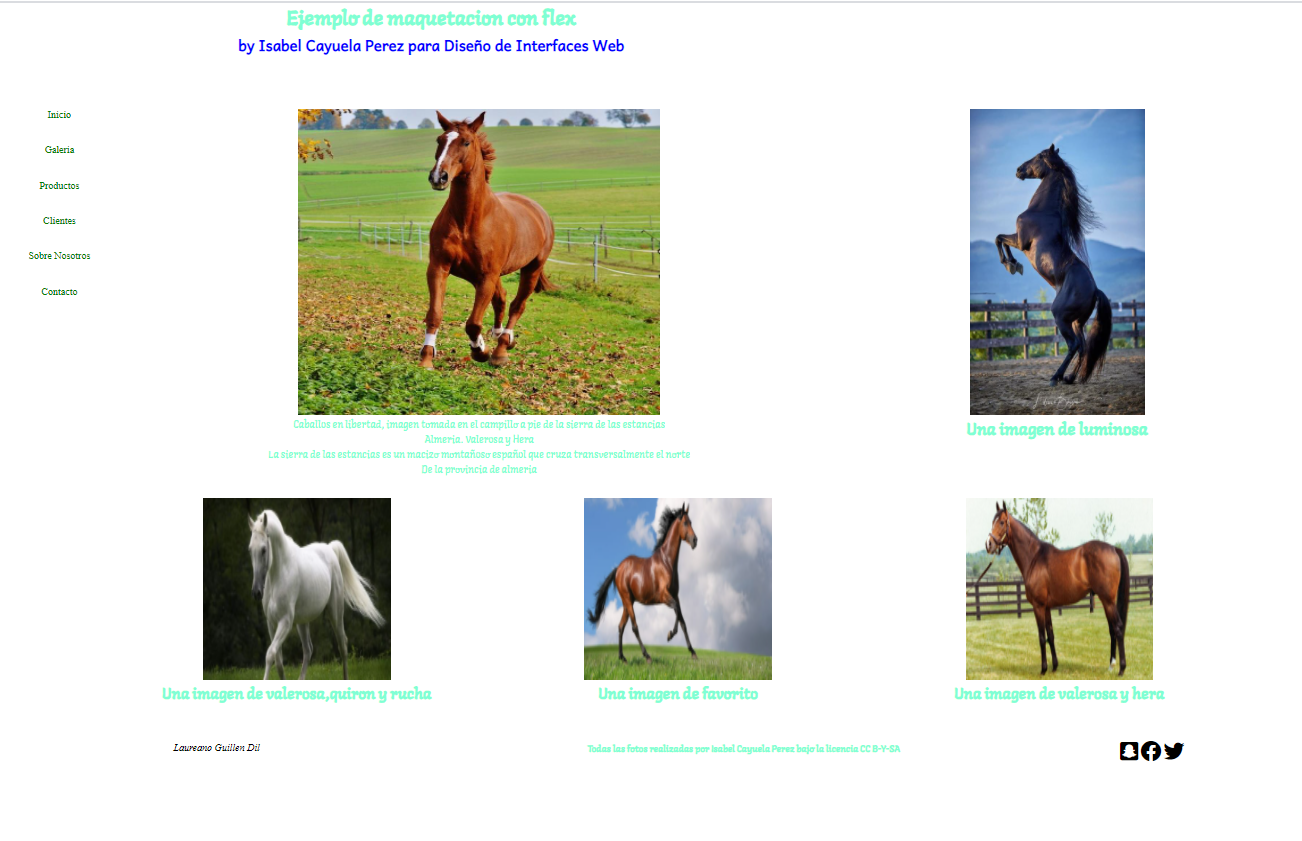 Ejemplo de maquetacion con flex
by Isabel Cayuela Perez para Diseño de Interfaces Web
Inicio
Galeria
Productos
Clientes
Sobre Nosotros
Contacto
Caballos en libertad, imagen tomada en el campillo a pie de la sierra de las estancias
Almeria. Valerosa y Hera
La sierra de las estancias es un macizo montañoso español que cruza transversalmente el norte
De la provincia de almeria
Una imagen de luminosa
Una imagen de valerosa,quiron y rucha
Una imagen de favorito
Una imagen de valerosa y hera
Laureano Guillen Dil
Todas las fotos realizadas por Isabel Cayuela Perez bajo la licencia CC B-Y-SA